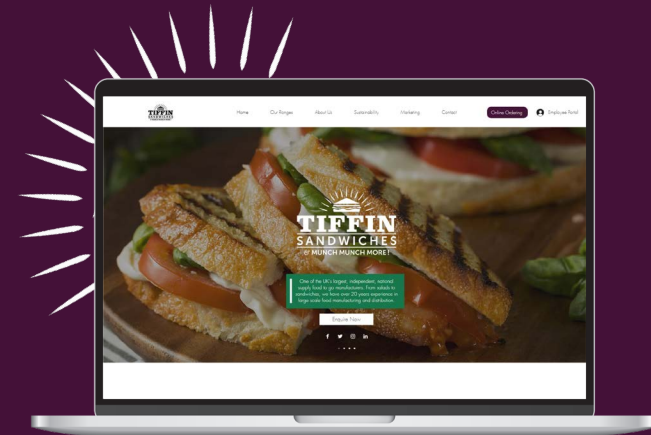 TIFFIN
SANDWICHES
Home
Our Ranges
About Us
Sustainability
Marketing
Contact
Online Ordering
Employee Portal
TIFFIN
SANDWICHES
& MUNCH MUNCH MORE!
One of the UK's largest, independent, national
supply food to go manufacturers. From salads to
sandwiches, we have over 20 years experience in
large scale food manufacturing and distribution.
Enquire Now